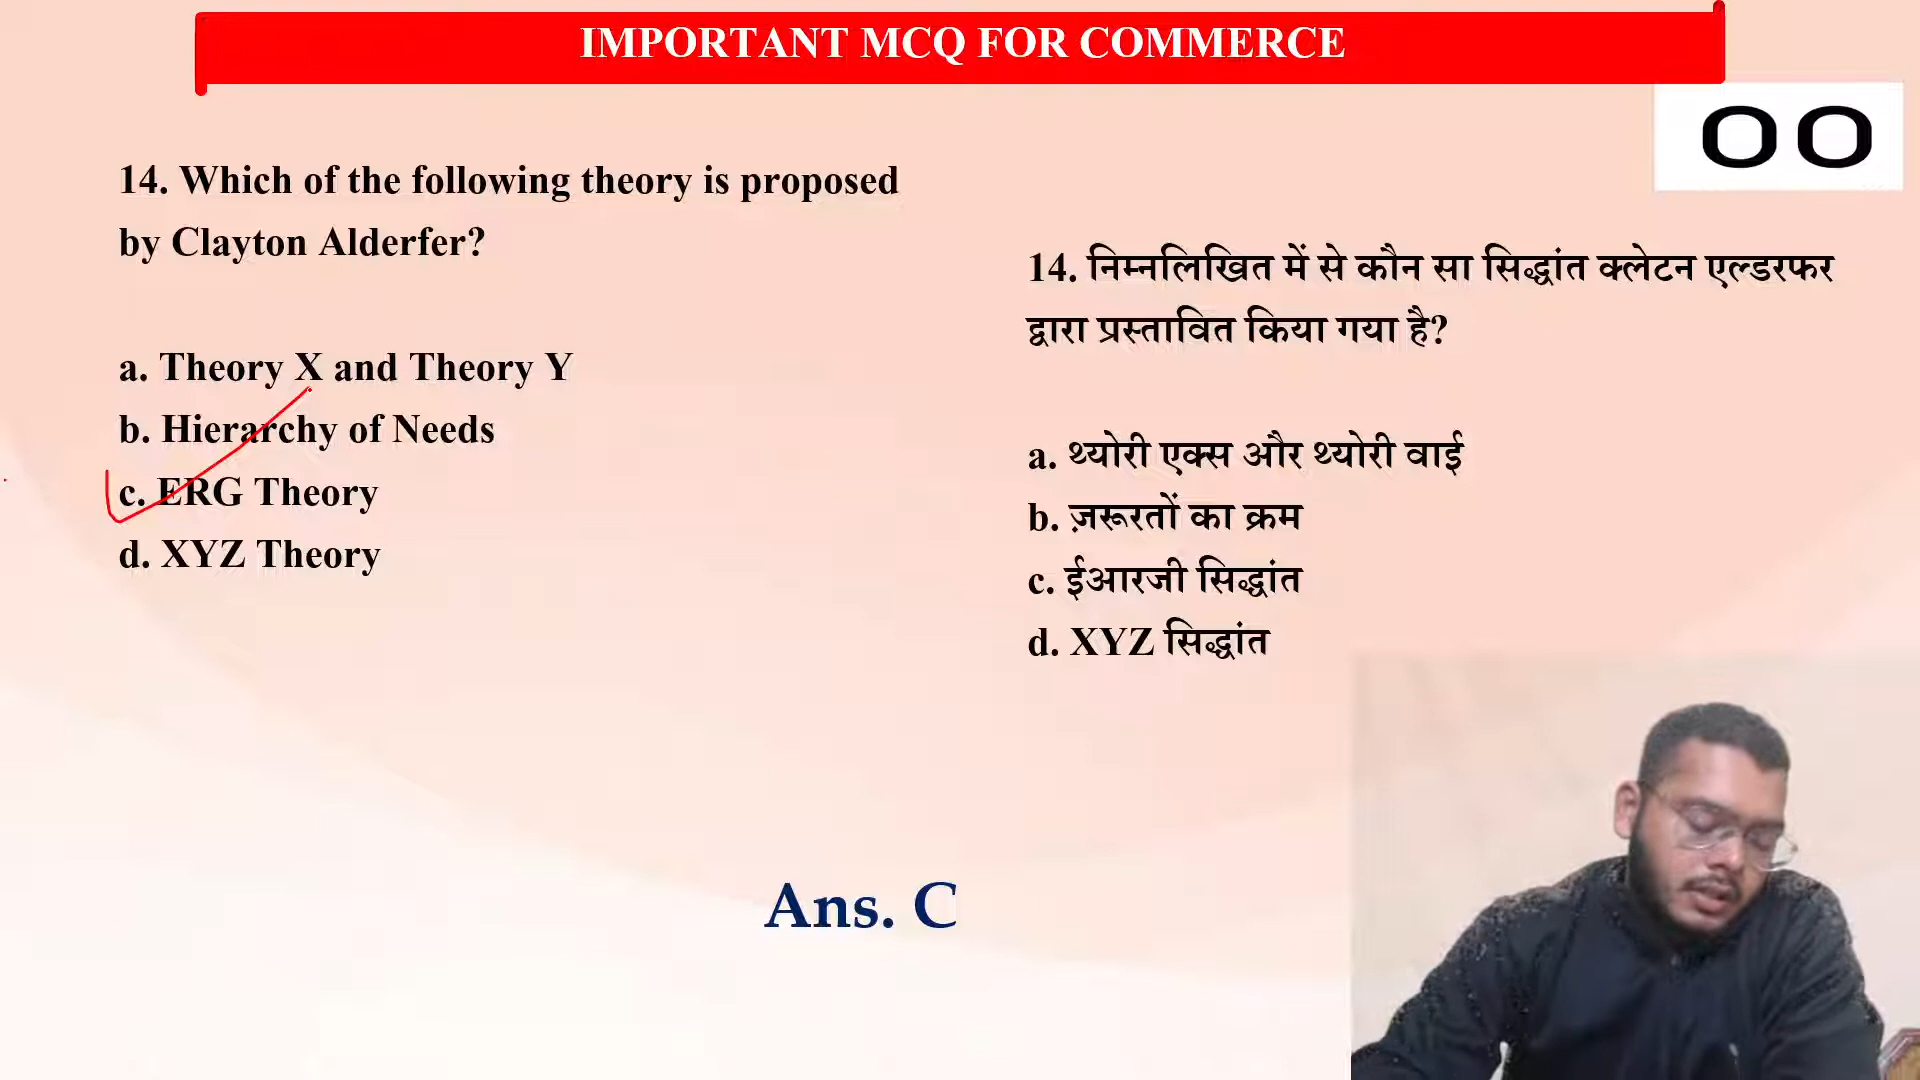 IMPORTANT MCQ FOR COMMERCE
00
14. Which of the following theory is proposed
by Clayton Alderfer?
a. Theory X and Theory Y
b. Hierarchy of Needs
c. ERG Theory
d. XYZ Theory
14. निम्नलिखित में से कौन सा सिद्धांत क्लेटन एल्डरफर
द्वारा प्रस्तावित किया गया है?
a. थ्योरी एक्स और थ्योरी वाई
b. ज़रूरतों का क्रम
c. ईआरजी सिद्धांत
d. XYZ सिद्धांत
Ans. C